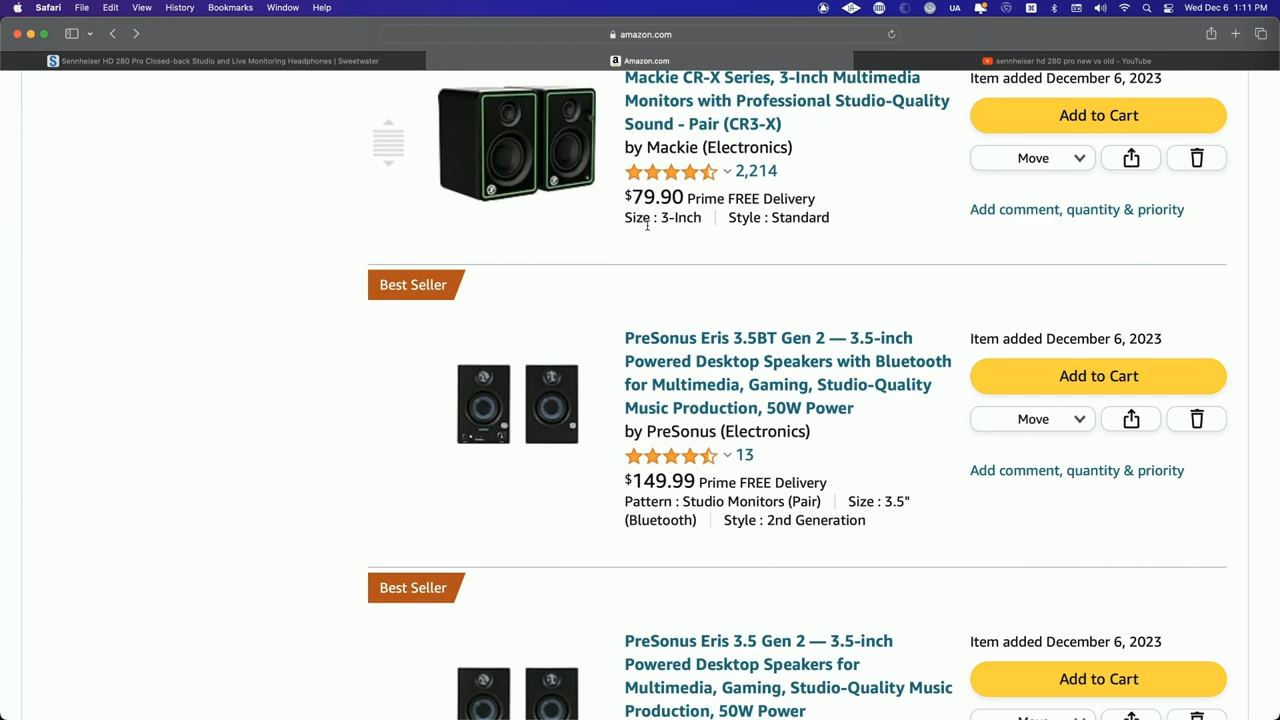 Safari File Edit View History Bookmarks Window Help
UA
Wed Dec 6 1:11 PM
amazon.com
Sennheiser HD 280 Pro Closed-back Studio and Live Monitoring Headphones | Sweetwater
Amazon.com
sennheiser hd 280 pro new vs old - YouTube
Mackie CR-X Series, 3-Inch Multimedia
Monitors with Professional Studio-Quality
Sound - Pair (CR3-X)
by Mackie (Electronics)
2,214
$79.90 Prime FREE Delivery
Size : 3-Inch | Style : Standard
Item added December 6, 2023
Add to Cart
Move
Add comment, quantity & priority
Best Seller
PreSonus Eris 3.5BT Gen 2 — 3.5-inch
Powered Desktop Speakers with Bluetooth
for Multimedia, Gaming, Studio-Quality
Music Production, 50W Power
by PreSonus (Electronics)
13
$149.99 Prime FREE Delivery
Pattern : Studio Monitors (Pair) | Size : 3.5"
(Bluetooth) | Style : 2nd Generation
Item added December 6, 2023
Add to Cart
Move
Add comment, quantity & priority
Best Seller
PreSonus Eris 3.5 Gen 2 — 3.5-inch
Powered Desktop Speakers for
Multimedia, Gaming, Studio-Quality Music
Production, 50W Power
Item added December 6, 2023
Add to Cart
Move